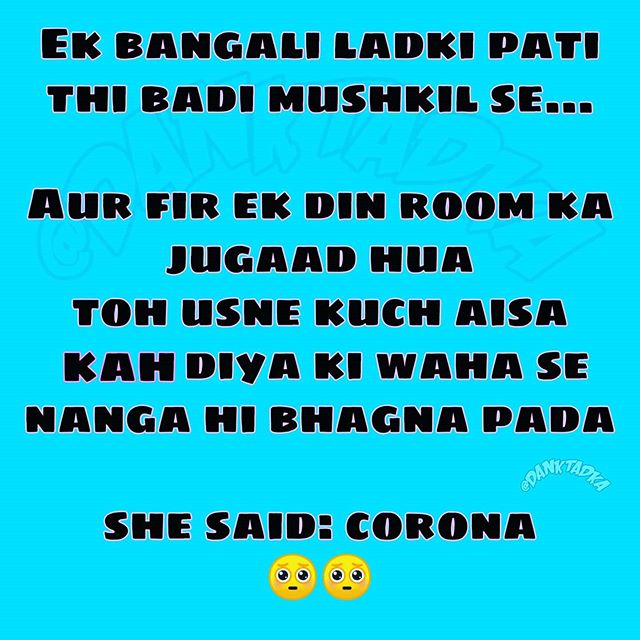 Ek bangali ladki pati
thi badi mushkil se...
Aur fir ek din room ka
jugaad hua
toh usne kuch aisa
kah diya ki waha se
nanga hi bhagna pada
@DANKTADKA
she said: corona
🥺🥺
@DANKTADKA